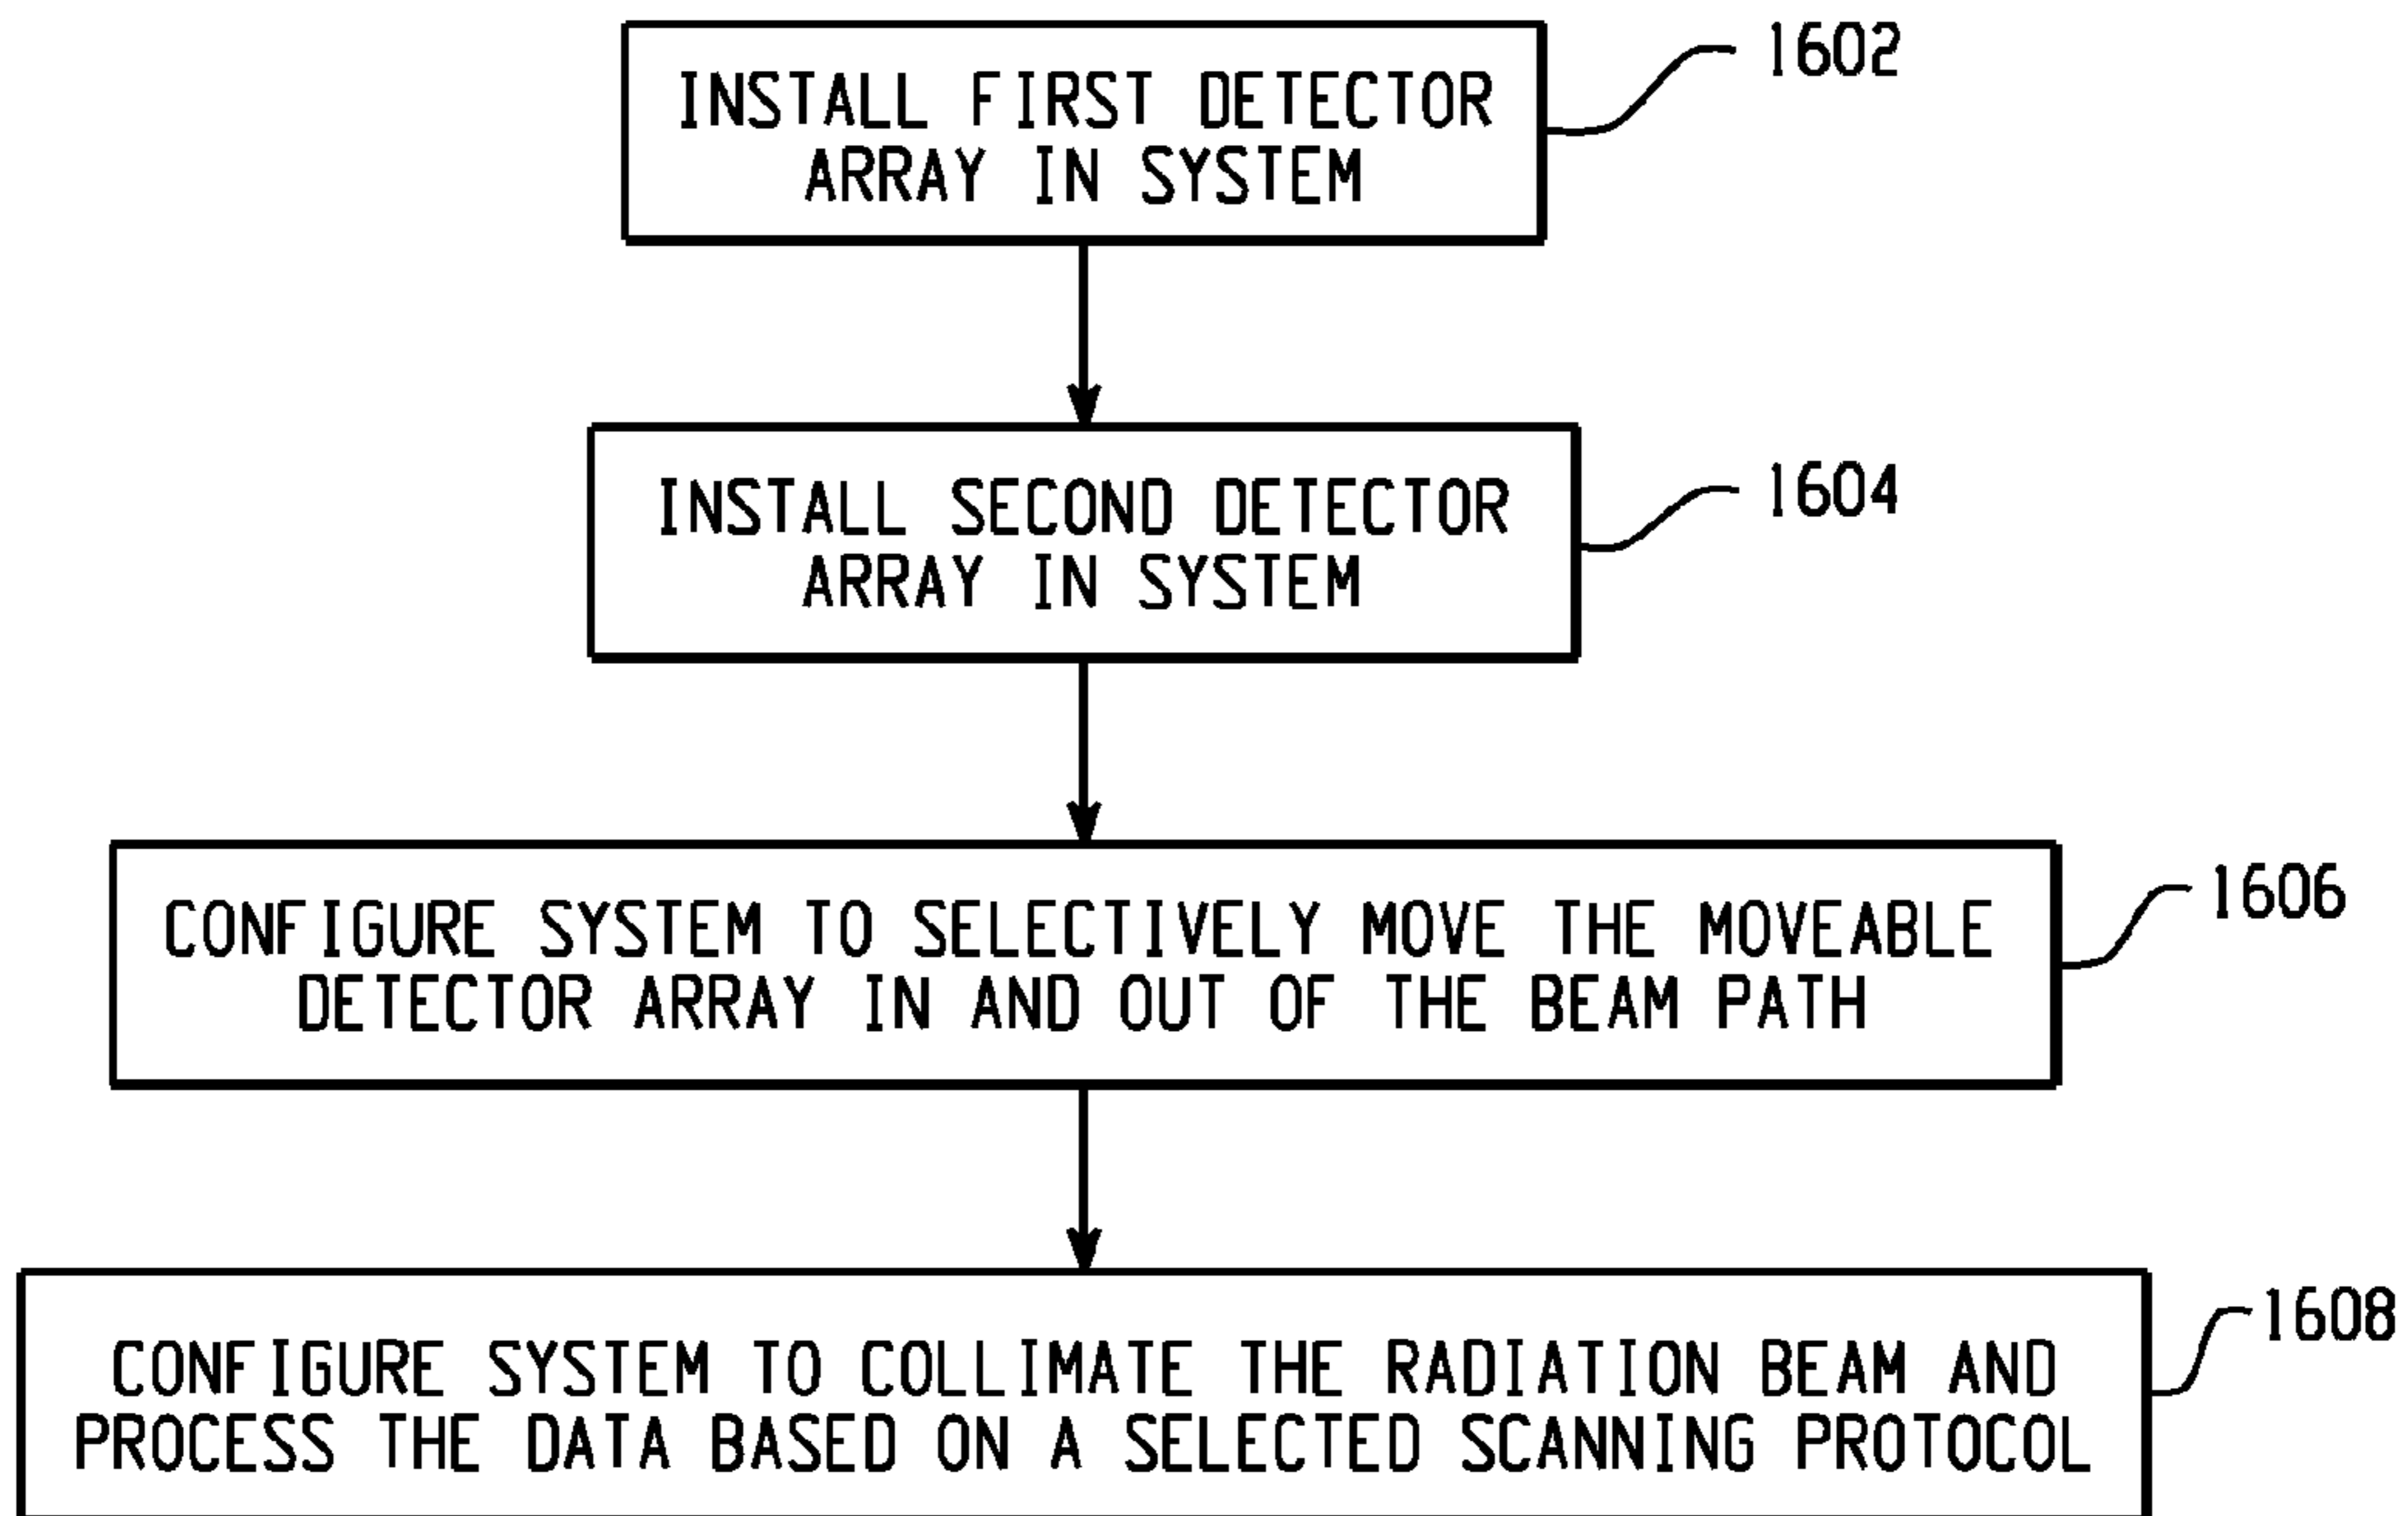 INSTALL FIRST DETECTOR
ARRAY IN SYSTEM
1602
INSTALL SECOND DETECTOR
ARRAY IN SYSTEM
1604
CONFIGURE SYSTEM TO SELECTIVELY MOVE THE MOVEABLE
DETECTOR ARRAY IN AND OUT OF THE BEAM PATH
1606
CONFIGURE SYSTEM TO COLLIMATE THE RADIATION BEAM AND
PROCESS THE DATA BASED ON A SELECTED SCANNING PROTOCOL
1608